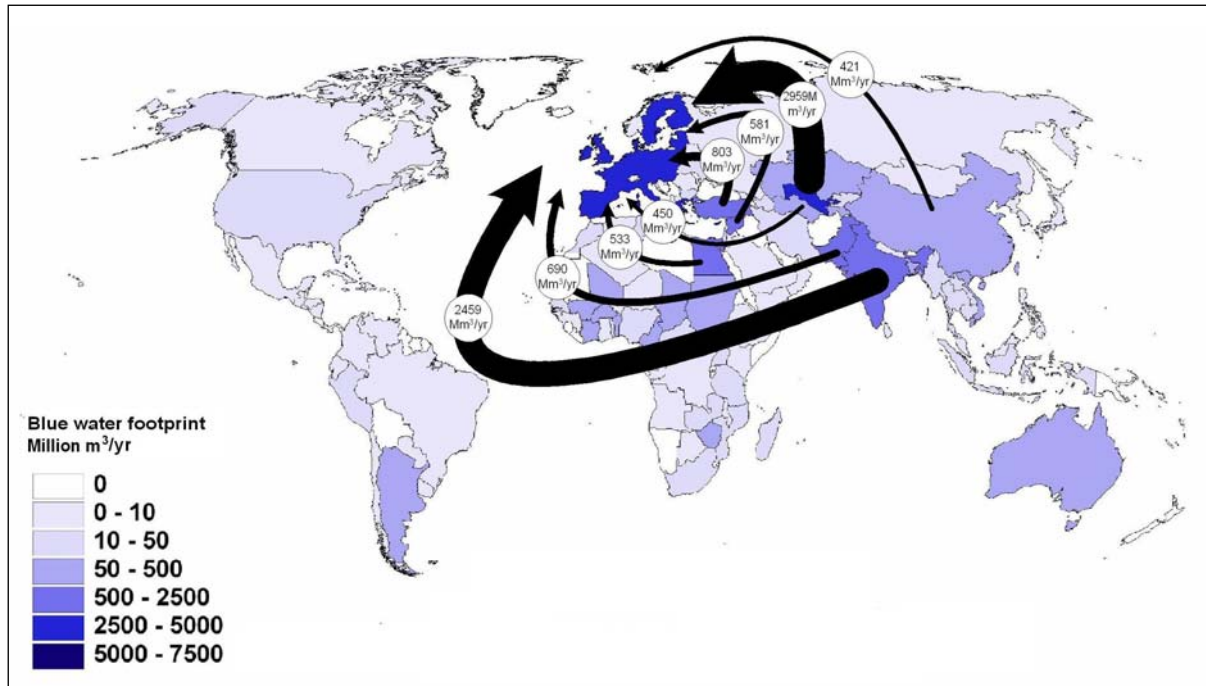 421
Mm³/yr
2959M
m³/yr
581
Mm³/yr
803
Mm³/yr
450
Mm³/yr
533
Mm³/yr
690
Mm³/yr
2459
Mm³/yr
Blue water footprint
Million m³/yr
0
0 - 10
10 - 50
50 - 500
500 - 2500
2500 - 5000
5000 - 7500